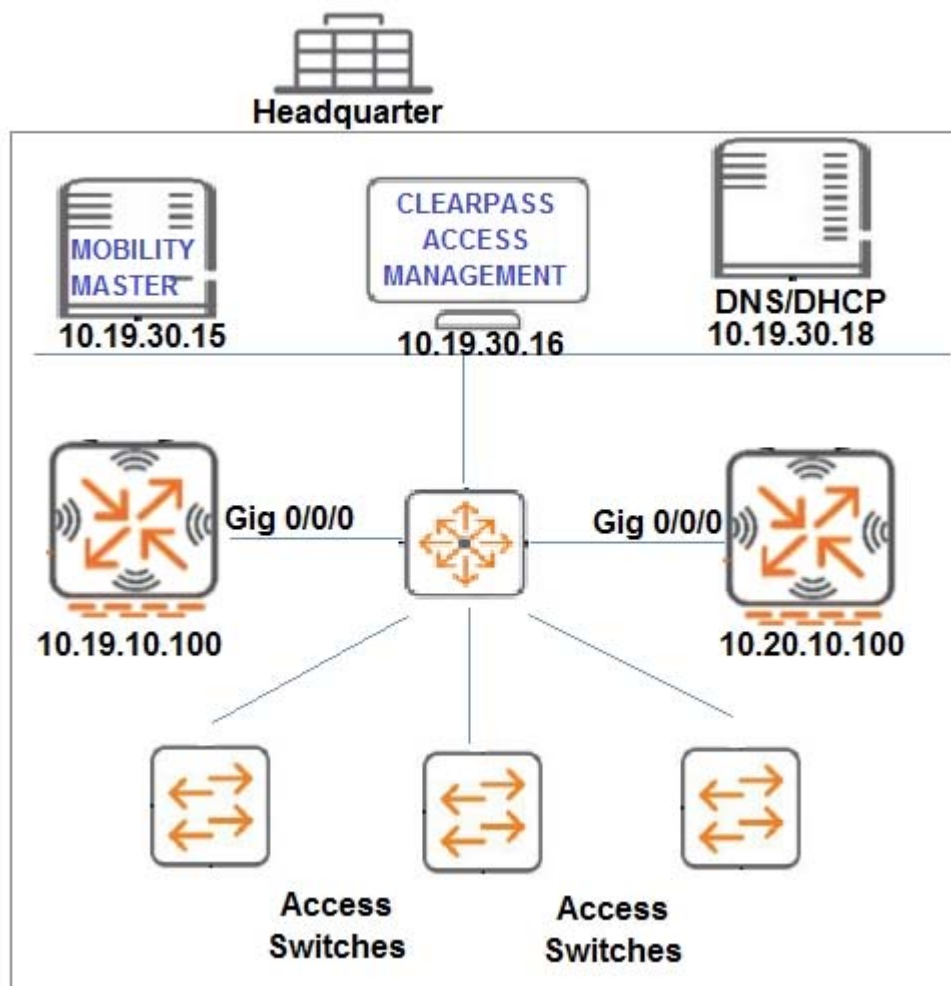 Headquarter
MOBILITY
MASTER
10.19.30.15
CLEARPASS
ACCESS
MANAGEMENT
10.19.30.16
DNS/DHCP
10.19.30.18
Gig 0/0/0
Gig 0/0/0
10.19.10.100
10.20.10.100
Access
Switches
Access
Switches